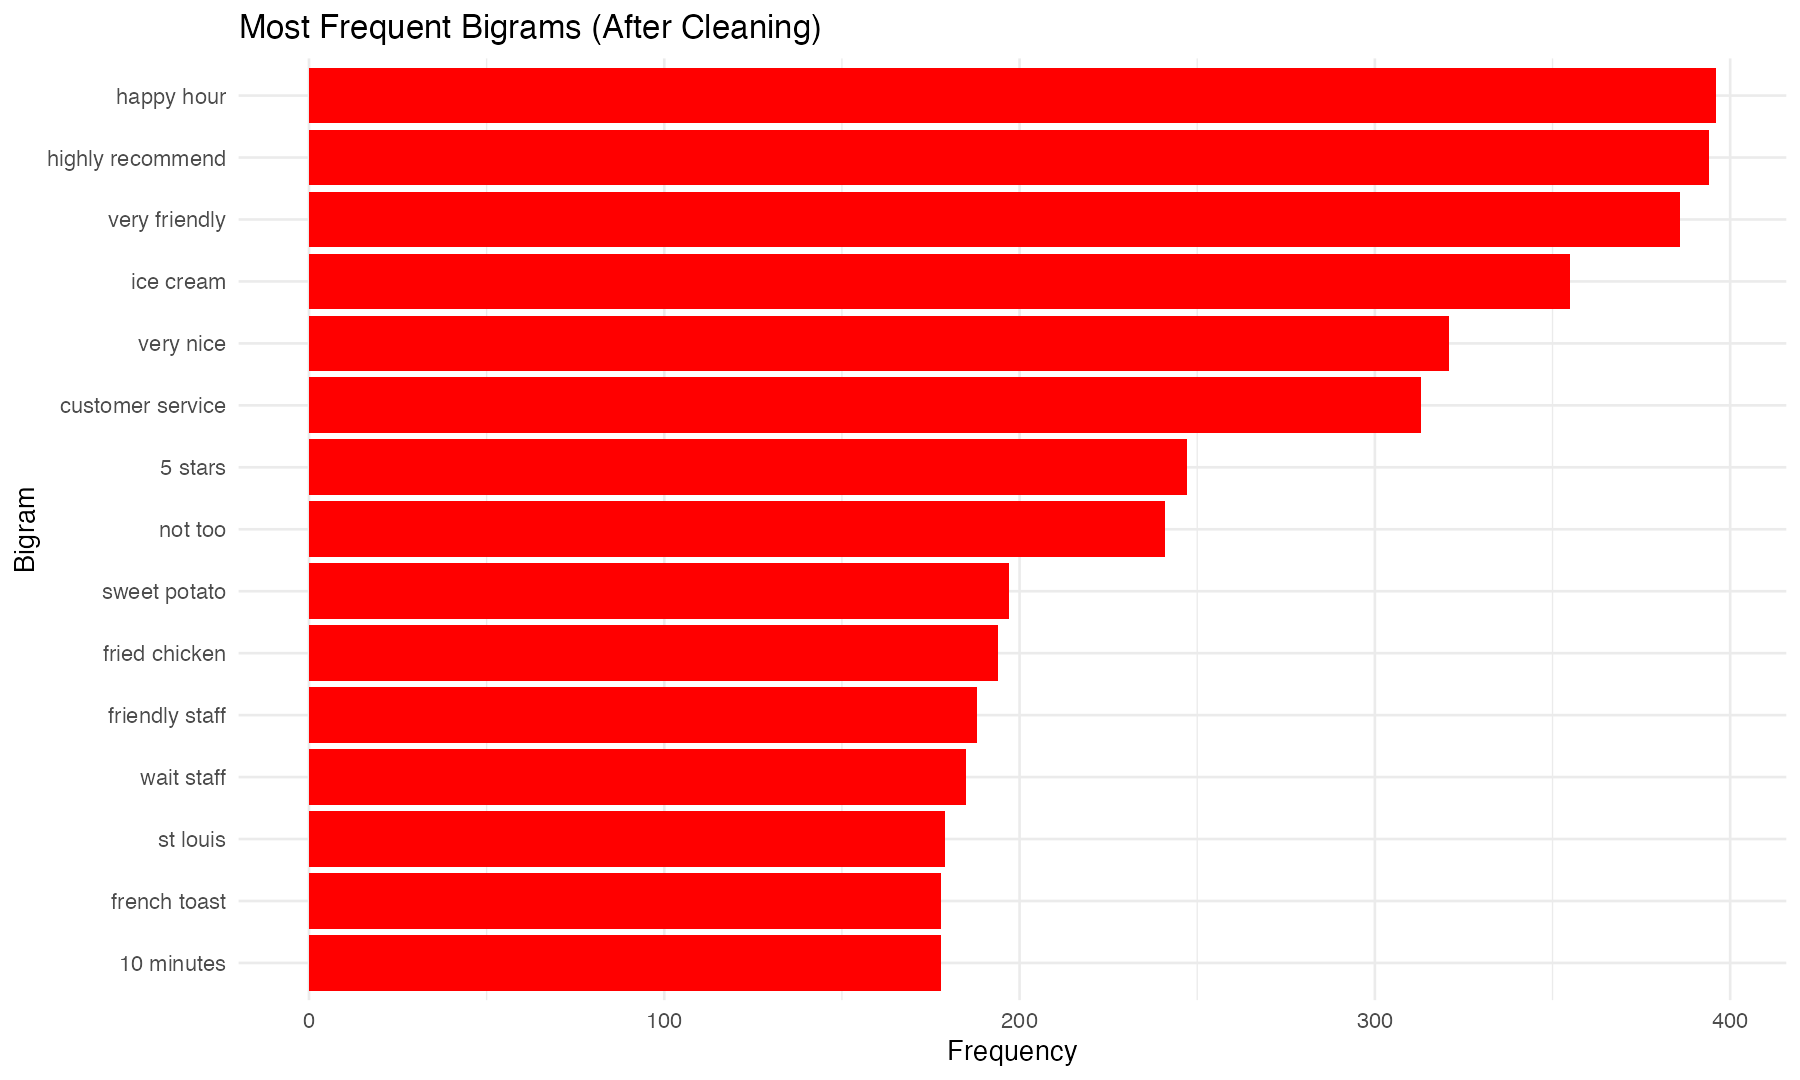 Most Frequent Bigrams (After Cleaning)
Bigram
happy hour
highly recommend
very friendly
ice cream
very nice
customer service
5 stars
not too
sweet potato
fried chicken
friendly staff
wait staff
st louis
french toast
10 minutes
0 100 200 300 400
Frequency